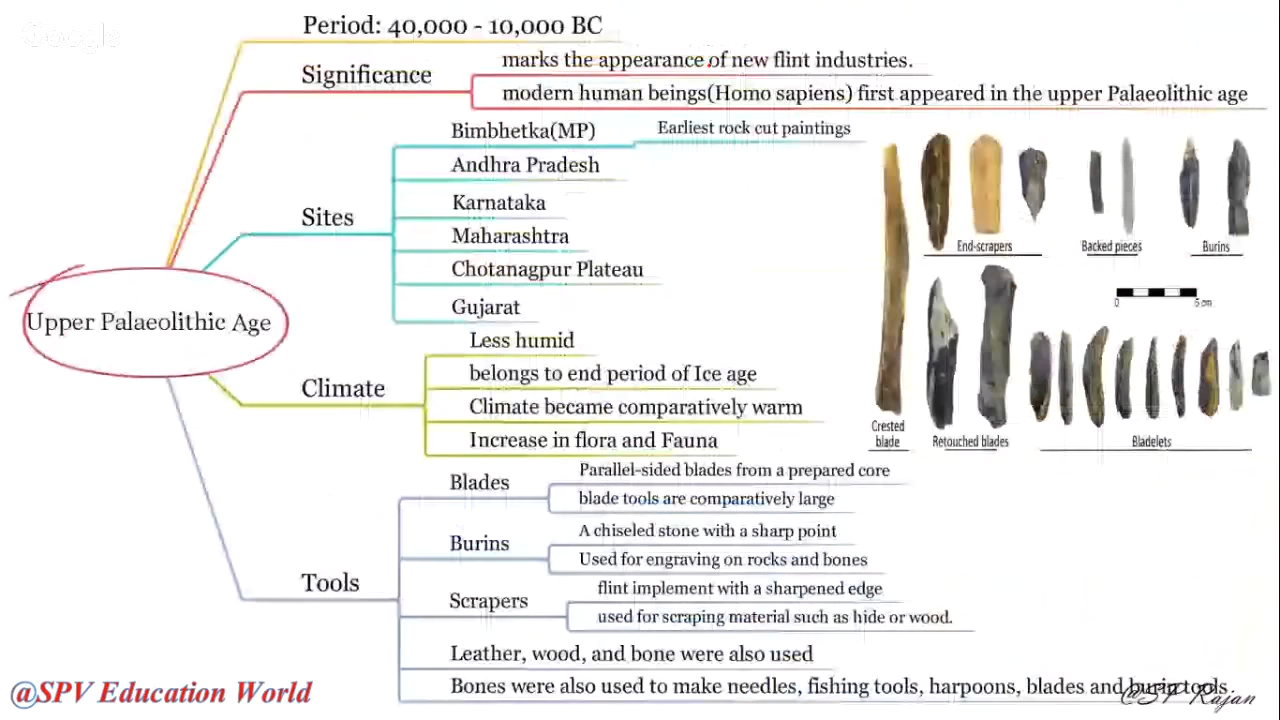 Google
Period: 40,000 - 10,000 BC
Significance
marks the appearance of new flint industries.
modern human beings(Homo sapiens) first appeared in the upper Palaeolithic age
Sites
Bimbhetka(MP)
Earliest rock cut paintings
Andhra Pradesh
Karnataka
Maharashtra
Chotanagpur Plateau
Gujarat
Upper Palaeolithic Age
Climate
Less humid
belongs to end period of Ice age
Climate became comparatively warm
Increase in flora and Fauna
Tools
Blades
Parallel-sided blades from a prepared core
blade tools are comparatively large
Burins
A chiseled stone with a sharp point
Used for engraving on rocks and bones
Scrapers
flint implement with a sharpened edge
used for scraping material such as hide or wood.
Leather, wood, and bone were also used
Bones were also used to make needles, fishing tools, harpoons, blades and burin tools.
End-scrapers
Backed pieces
Burins
0 5 cm
Crested
blade
Retouched blades
Bladelets
@SPV Education World
@SP Rajan